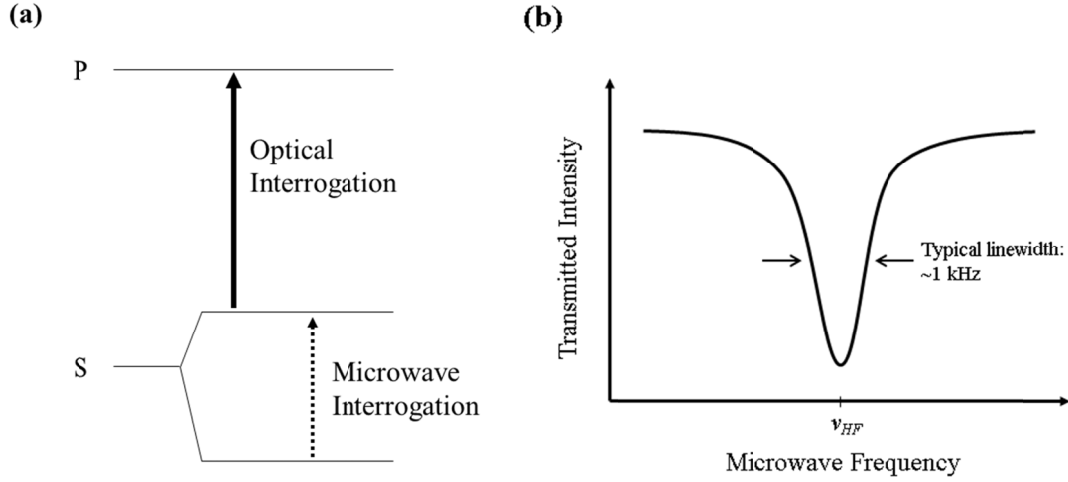 (a)
P
Optical
Interrogation
S
Microwave
Interrogation
(b)
Transmitted Intensity
Typical linewidth:
~1 kHz
νHF
Microwave Frequency